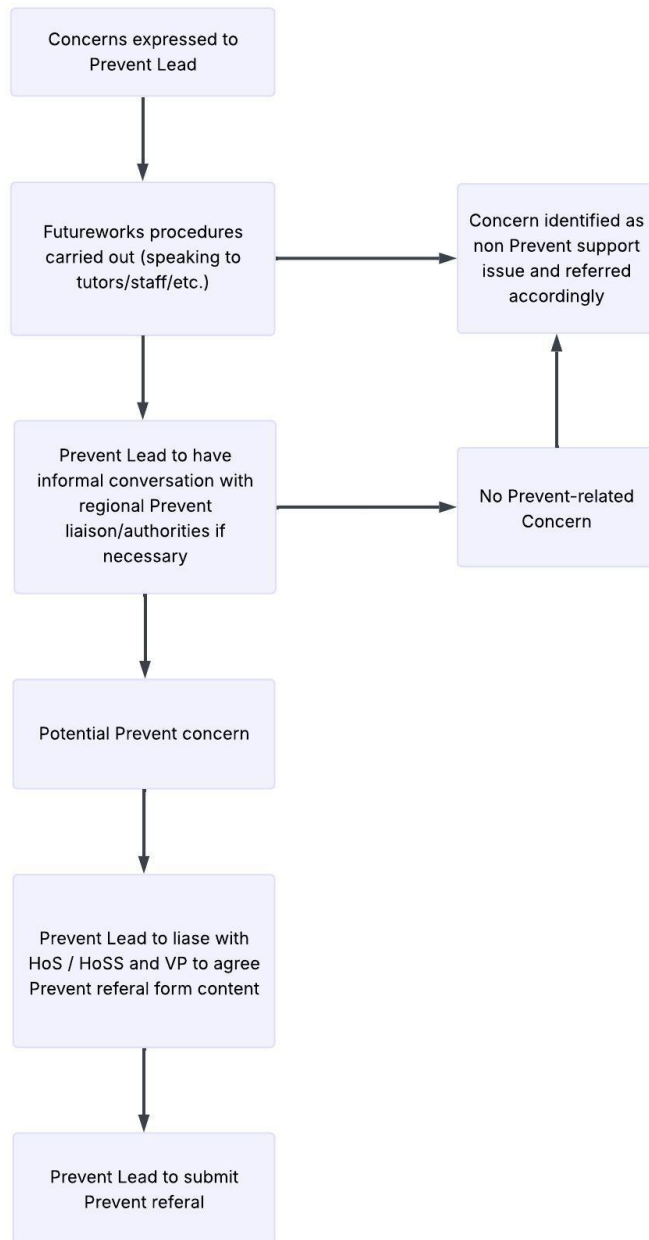 Concerns expressed to
Prevent Lead
Futureworks procedures
carried out (speaking to
tutors/staff/etc.)
Concern identified as
non Prevent support
issue and referred
accordingly
Prevent Lead to have
informal conversation with
regional Prevent
liaison/authorities if
necessary
No Prevent-related
Concern
Potential Prevent concern
Prevent Lead to liase with
HoS / HoSS and VP to agree
Prevent referal form content
Prevent Lead to submit
Prevent referal